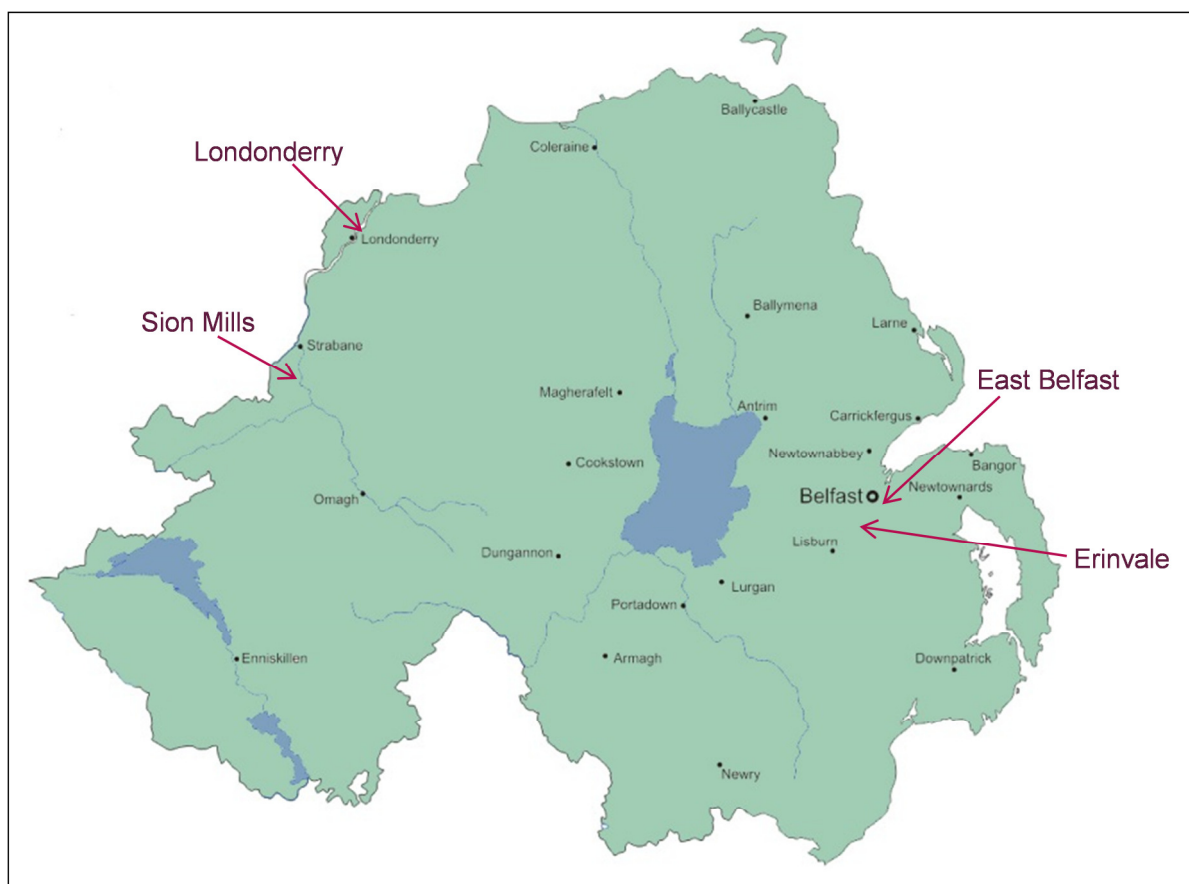 Ballycastle
Coleraine
Londonderry
Londonderry
Ballymena
Sion Mills
Larne
Strabane
East Belfast
Magherafelt
Antrim
Carrickfergus
Newtownabbey
Cookstown
Bangor
Newtownards
Omagh
Belfast
Lisburn
Dungannon
Erinvale
Lurgan
Portadown
Enniskillen
Armagh
Downpatrick
Newry